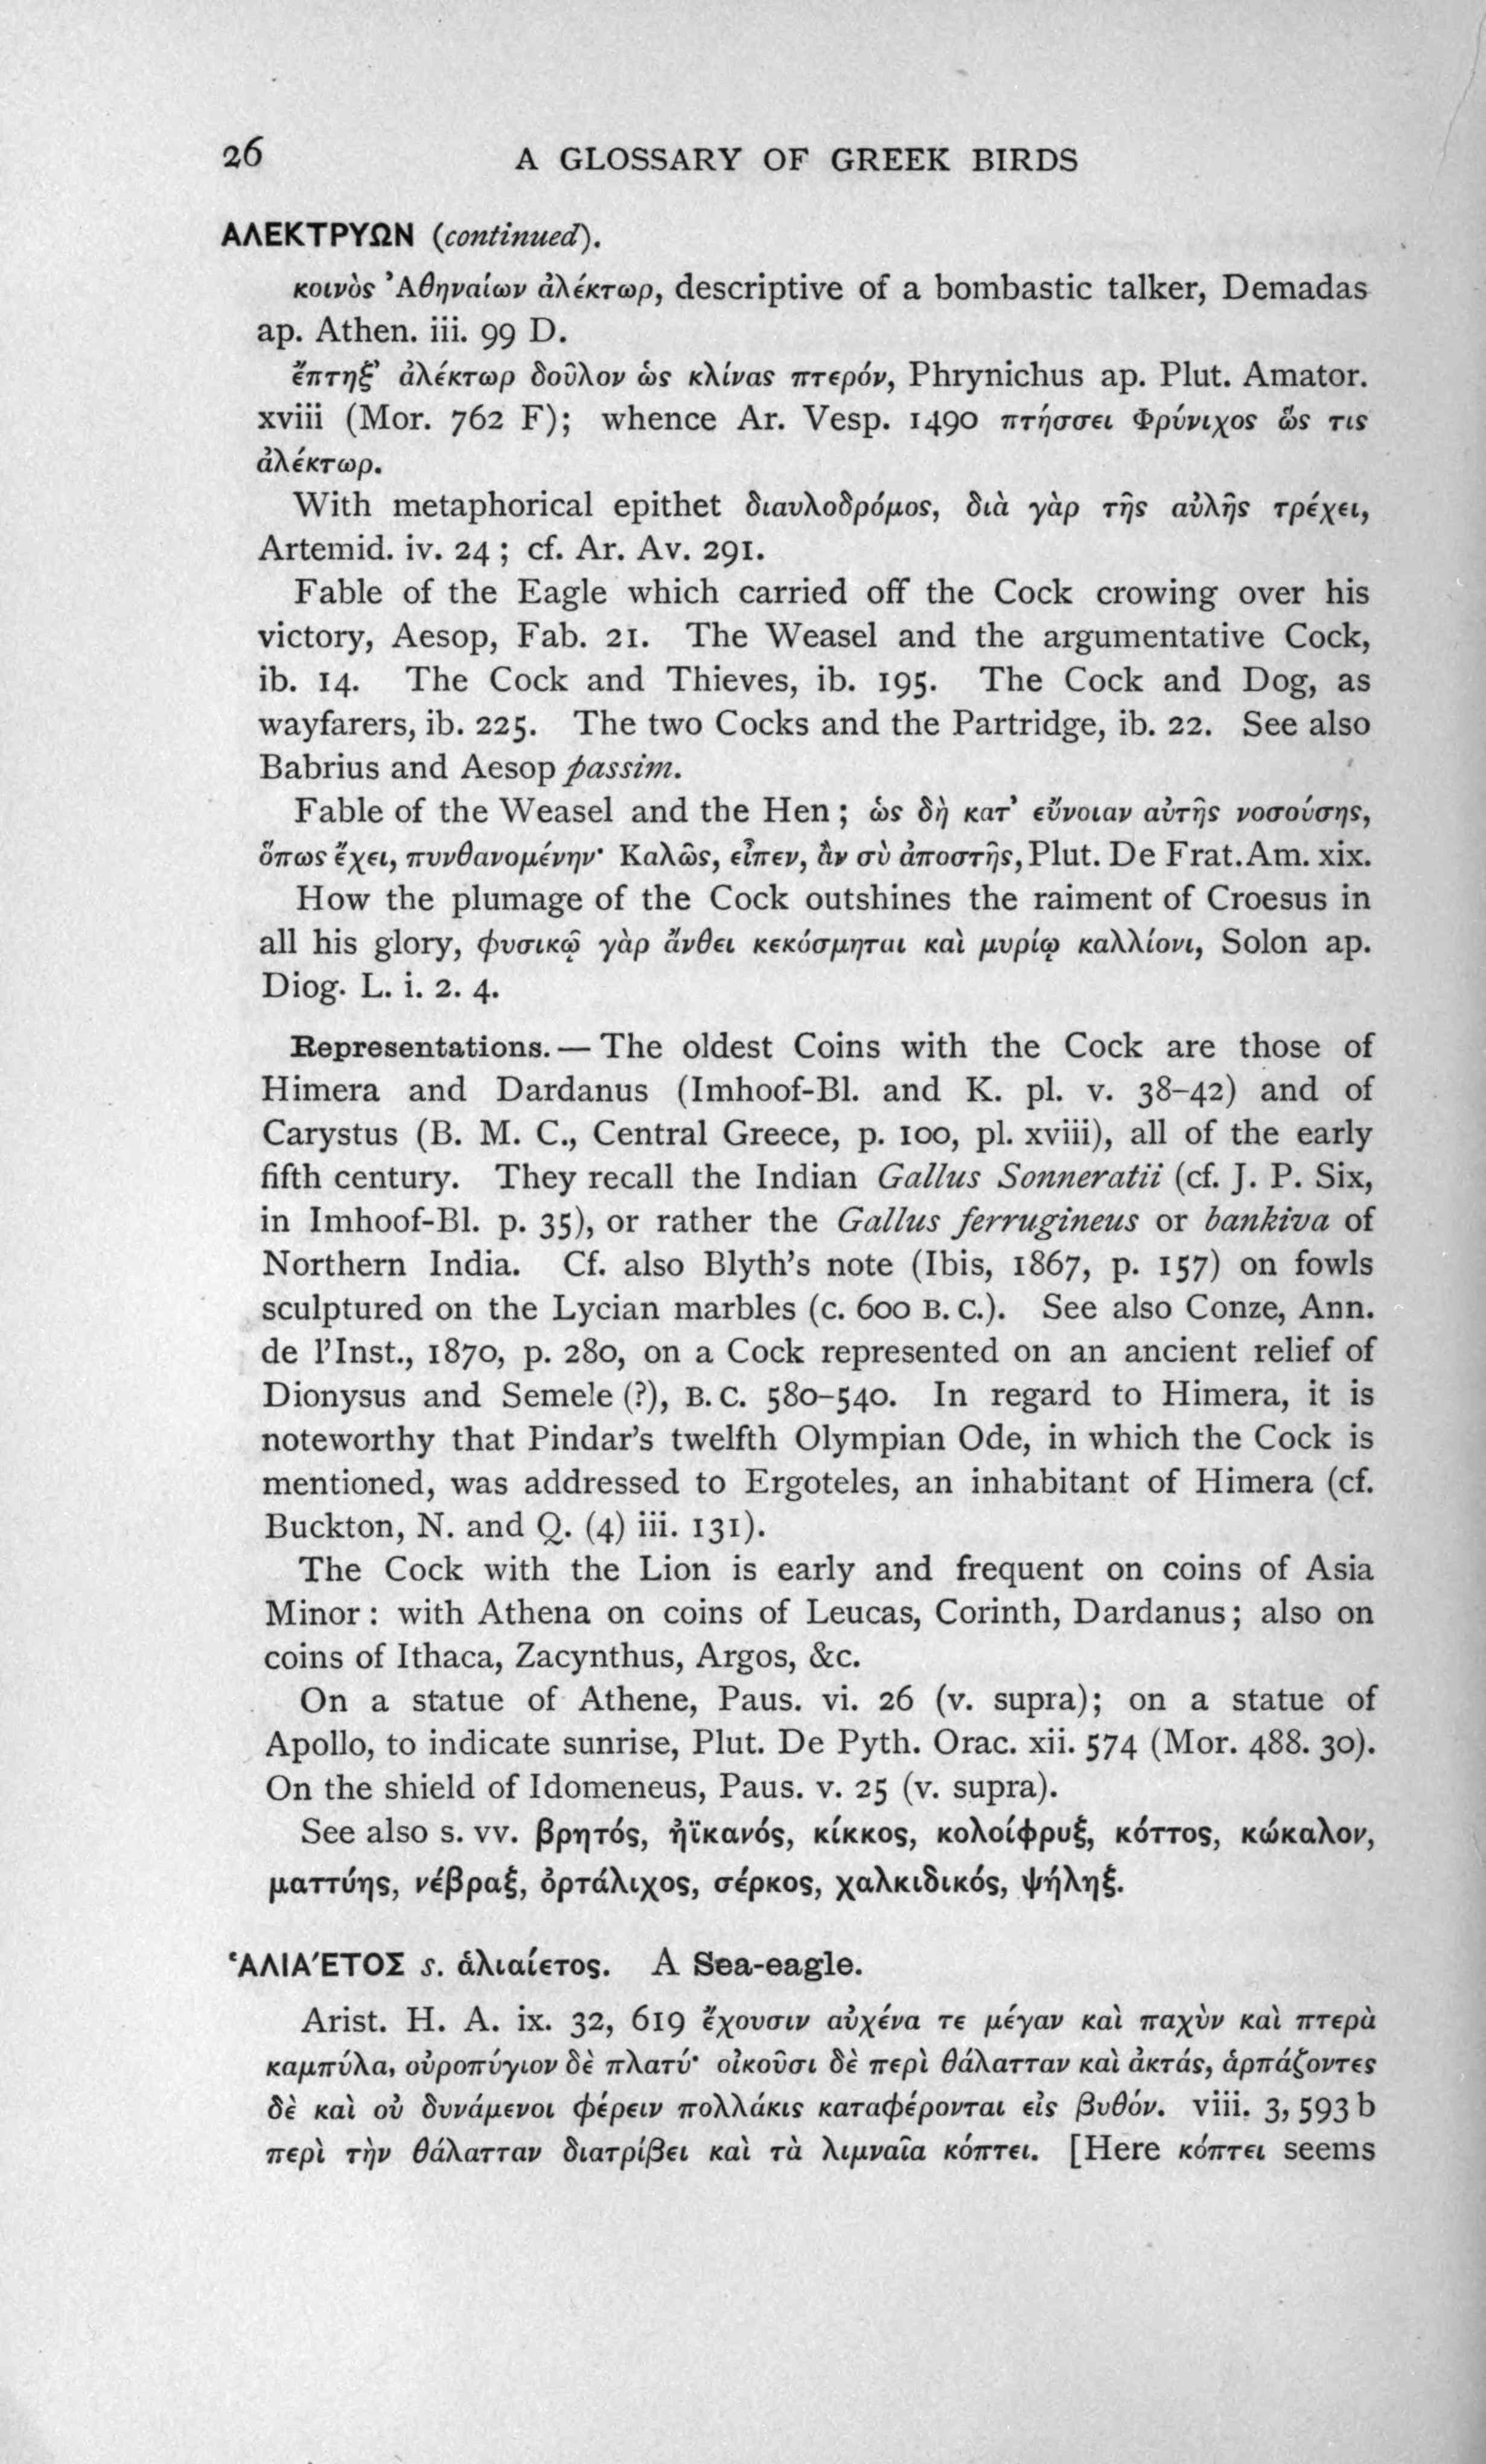 26 A GLOSSARY OF GREEK BIRDS
ΑΛΕΚΤΡΥΩΝ (continued).
κοινὸς Ἀθηναίων ἀλέκτωρ, descriptive of a bombastic talker, Demadas
ap. Athen. iii. 99 D.
ἔπτηξ’ ἀλέκτωρ δοῦλον ὡς κλίνας πτερόν, Phrynichus ap. Plut. Amator.
xviii (Mor. 762 F); whence Ar. Vesp. 1490 πτήσσει Φρύνιχος ὥς τις
ἀλέκτωρ.
With metaphorical epithet διαυλοδρόμος, διὰ γὰρ τῆς αὐλῆς τρέχει,
Artemid. iv. 24 ; cf. Ar. Av. 291.
Fable of the Eagle which carried off the Cock crowing over his
victory, Aesop, Fab. 21. The Weasel and the argumentative Cock,
ib. 14. The Cock and Thieves, ib. 195. The Cock and Dog, as
wayfarers, ib. 225. The two Cocks and the Partridge, ib. 22. See also
Babrius and Aesop passim.
Fable of the Weasel and the Hen ; ὡς δὴ κατ’ εὔνοιαν αὐτῆς νοσούσης,
ὅπως ἔχει, πυνθανομένην· Καλῶς, εἶπεν, ἂν σὺ ἀποστῇς, Plut. De Frat. Am. xix.
How the plumage of the Cock outshines the raiment of Croesus in
all his glory, φυσικῷ γὰρ ἄνθει κεκόσμηται καὶ μυρίῳ καλλίονι, Solon ap.
Diog. L. i. 2. 4.
Representations. — The oldest Coins with the Cock are those of
Himera and Dardanus (Imhoof-Bl. and K. pl. v. 38–42) and of
Carystus (B. M. C., Central Greece, p. 100, pl. xviii), all of the early
fifth century. They recall the Indian Gallus Sonneratii (cf. J. P. Six,
in Imhoof-Bl. p. 35), or rather the Gallus ferrugineus or bankiva of
Northern India. Cf. also Blyth’s note (Ibis, 1867, p. 157) on fowls
sculptured on the Lycian marbles (c. 600 B. C.). See also Conze, Ann.
de l’Inst., 1870, p. 280, on a Cock represented on an ancient relief of
Dionysus and Semele (?), B. C. 580–540. In regard to Himera, it is
noteworthy that Pindar’s twelfth Olympian Ode, in which the Cock is
mentioned, was addressed to Ergoteles, an inhabitant of Himera (cf.
Buckton, N. and Q. (4) iii. 131).
The Cock with the Lion is early and frequent on coins of Asia
Minor : with Athena on coins of Leucas, Corinth, Dardanus ; also on
coins of Ithaca, Zacynthus, Argos, &c.
On a statue of Athene, Paus. vi. 26 (v. supra); on a statue of
Apollo, to indicate sunrise, Plut. De Pyth. Orac. xii. 574 (Mor. 488. 30).
On the shield of Idomeneus, Paus. v. 25 (v. supra).
See also s. vv. βρητός, ἠϊκανός, κίκκος, κολοίφρυξ, κόττος, κώκαλον,
ματτύης, νέβραξ, ὀρτάλιχος, σέρκος, χαλκιδικός, ψήληξ.
ἉΛΙΑΊΕΤΟΣ s. ἁλιαίετος. A Sea-eagle.
Arist. H. A. ix. 32, 619 ἔχουσιν αὐχένα τε μέγαν καὶ παχὺν καὶ πτερὰ
καμπύλα, οὐροπύγιον δὲ πλατύ· οἰκοῦσι δὲ περὶ θάλατταν καὶ ἀκτάς, ἁρπάζοντες
δὲ καὶ οὐ δυνάμενοι φέρειν πολλάκις καταφέρονται εἰς βυθόν. viii. 3, 593 b
περὶ τὴν θάλατταν διατρίβει καὶ τὰ λιμναῖα κόπτει. [Here κόπτει seems